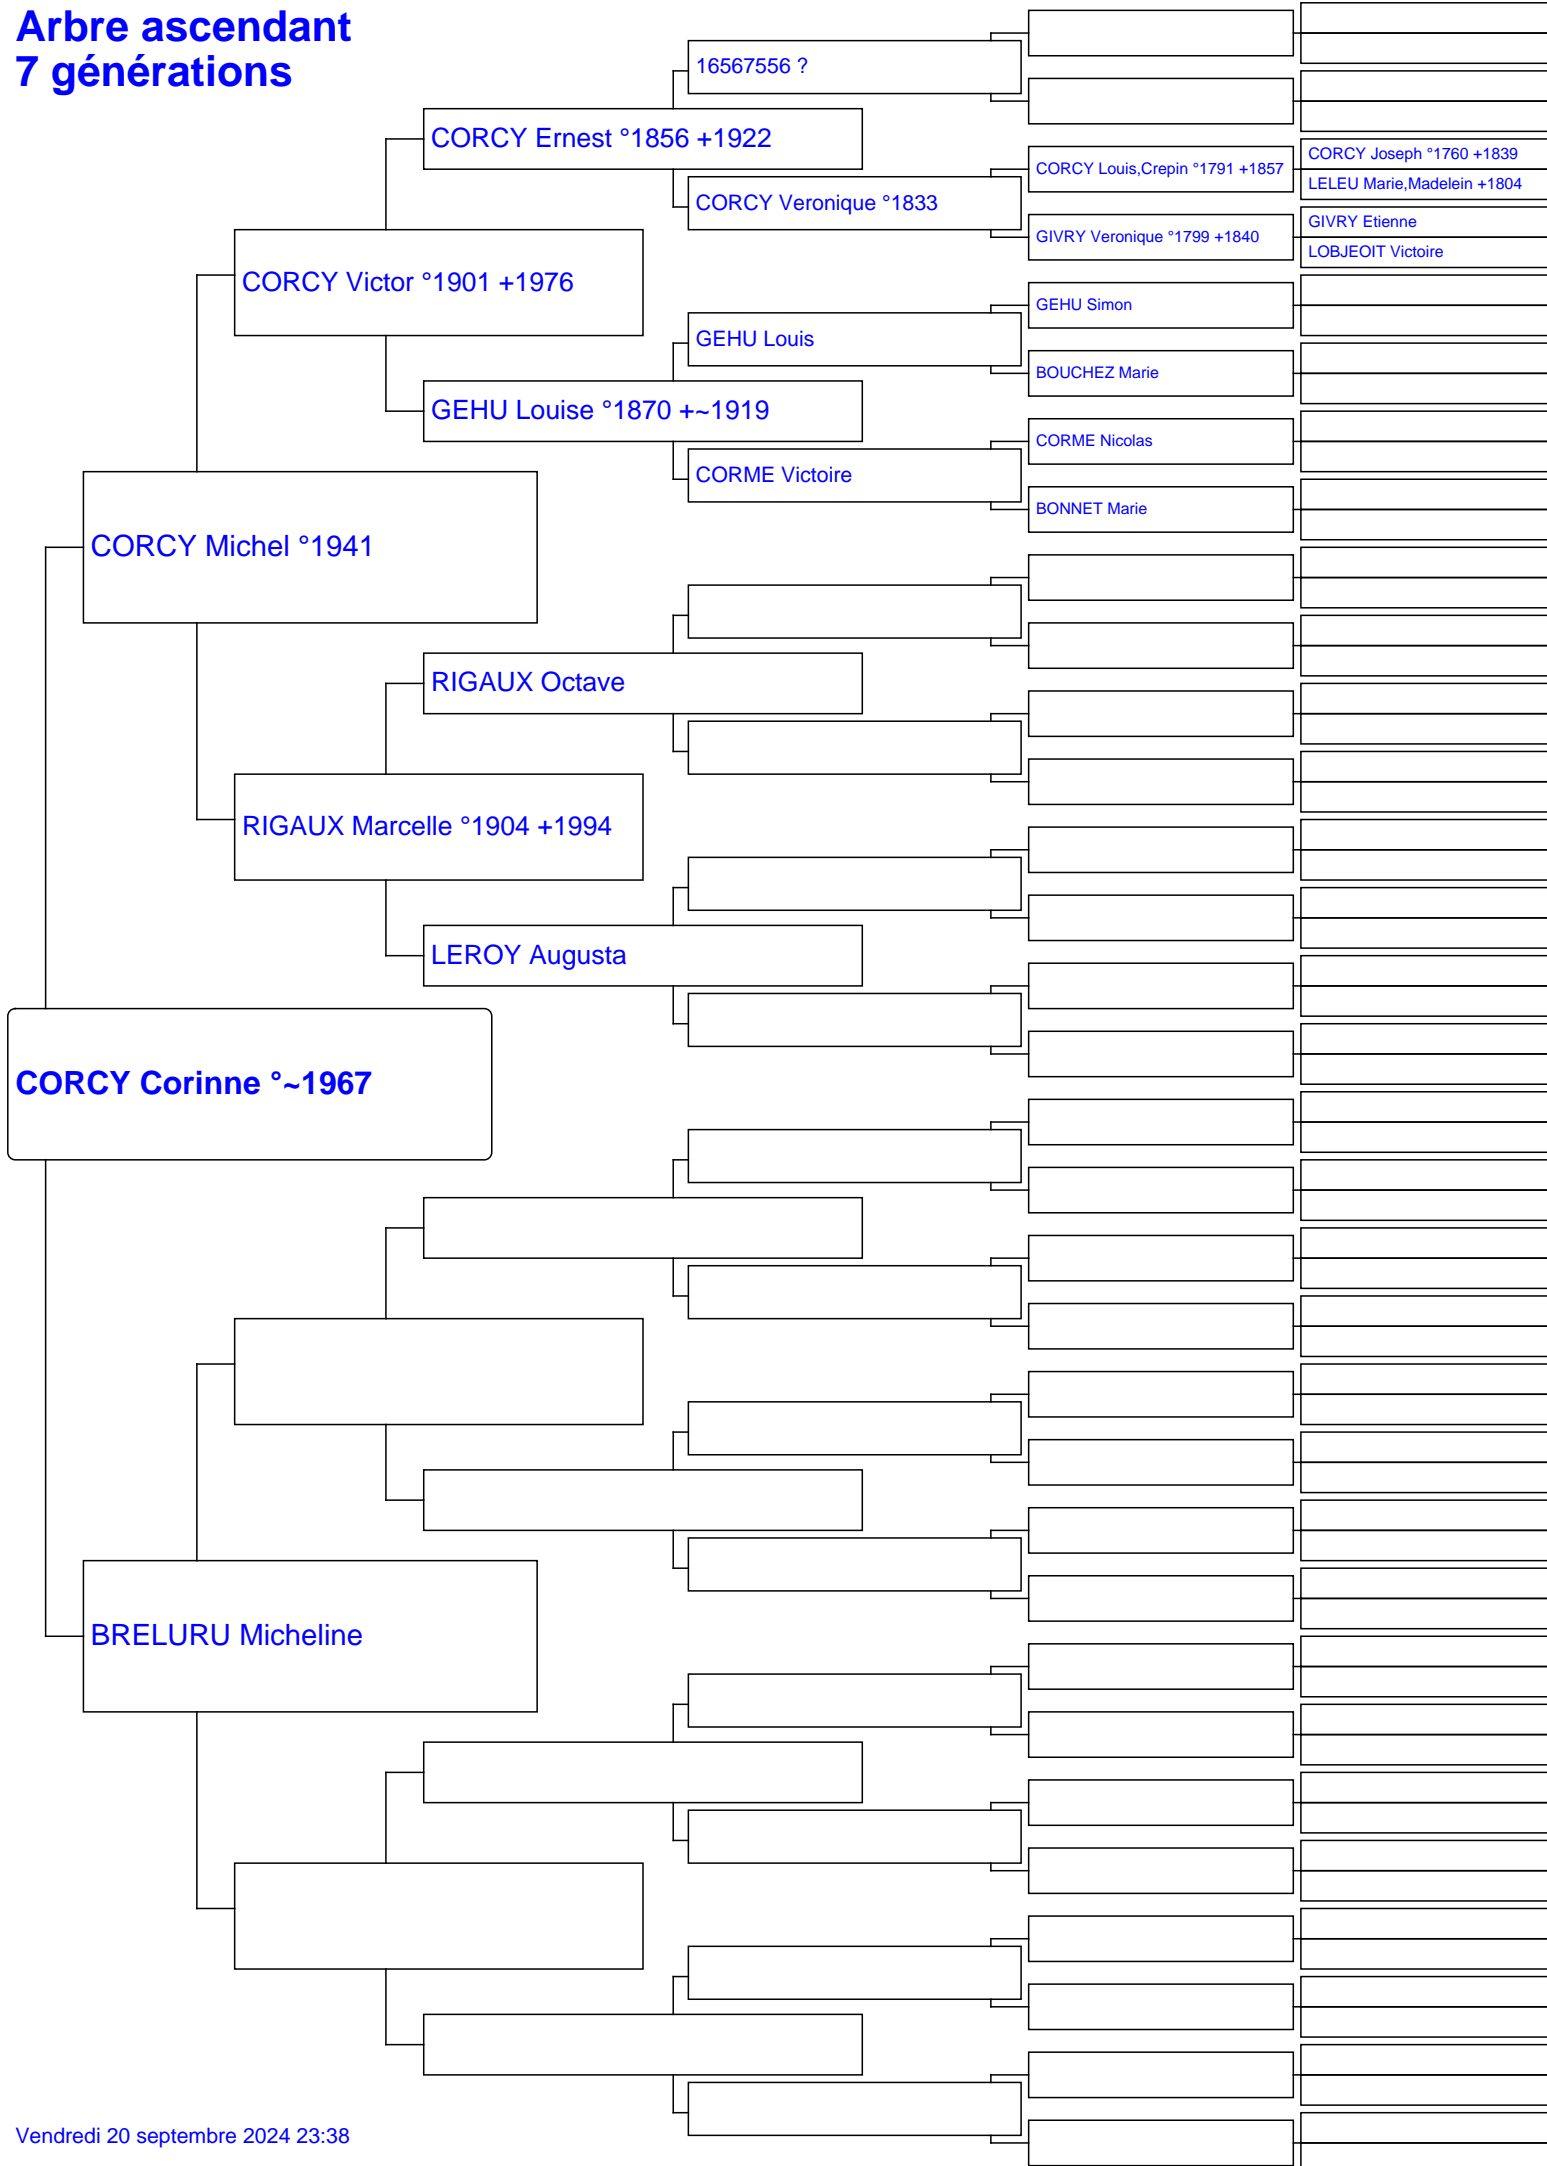 Arbre ascendant
7 générations
16567556 ?
CORCY Ernest °1856 +1922
CORCY Joseph °1760 +1839
CORCY Louis,Crepin °1791 +1857
LELEU Marie,Madelein +1804
CORCY Veronique °1833
GIVRY Etienne
GIVRY Veronique °1799 +1840
LOBJEOIT Victoire
CORCY Victor °1901 +1976
GEHU Simon
GEHU Louis
BOUCHEZ Marie
GEHU Louise °1870 +~1919
CORME Nicolas
CORME Victoire
BONNET Marie
CORCY Michel °1941
RIGAUX Octave
RIGAUX Marcelle °1904 +1994
LEROY Augusta
CORCY Corinne °~1967
BRELURU Micheline
Vendredi 20 septembre 2024 23:38